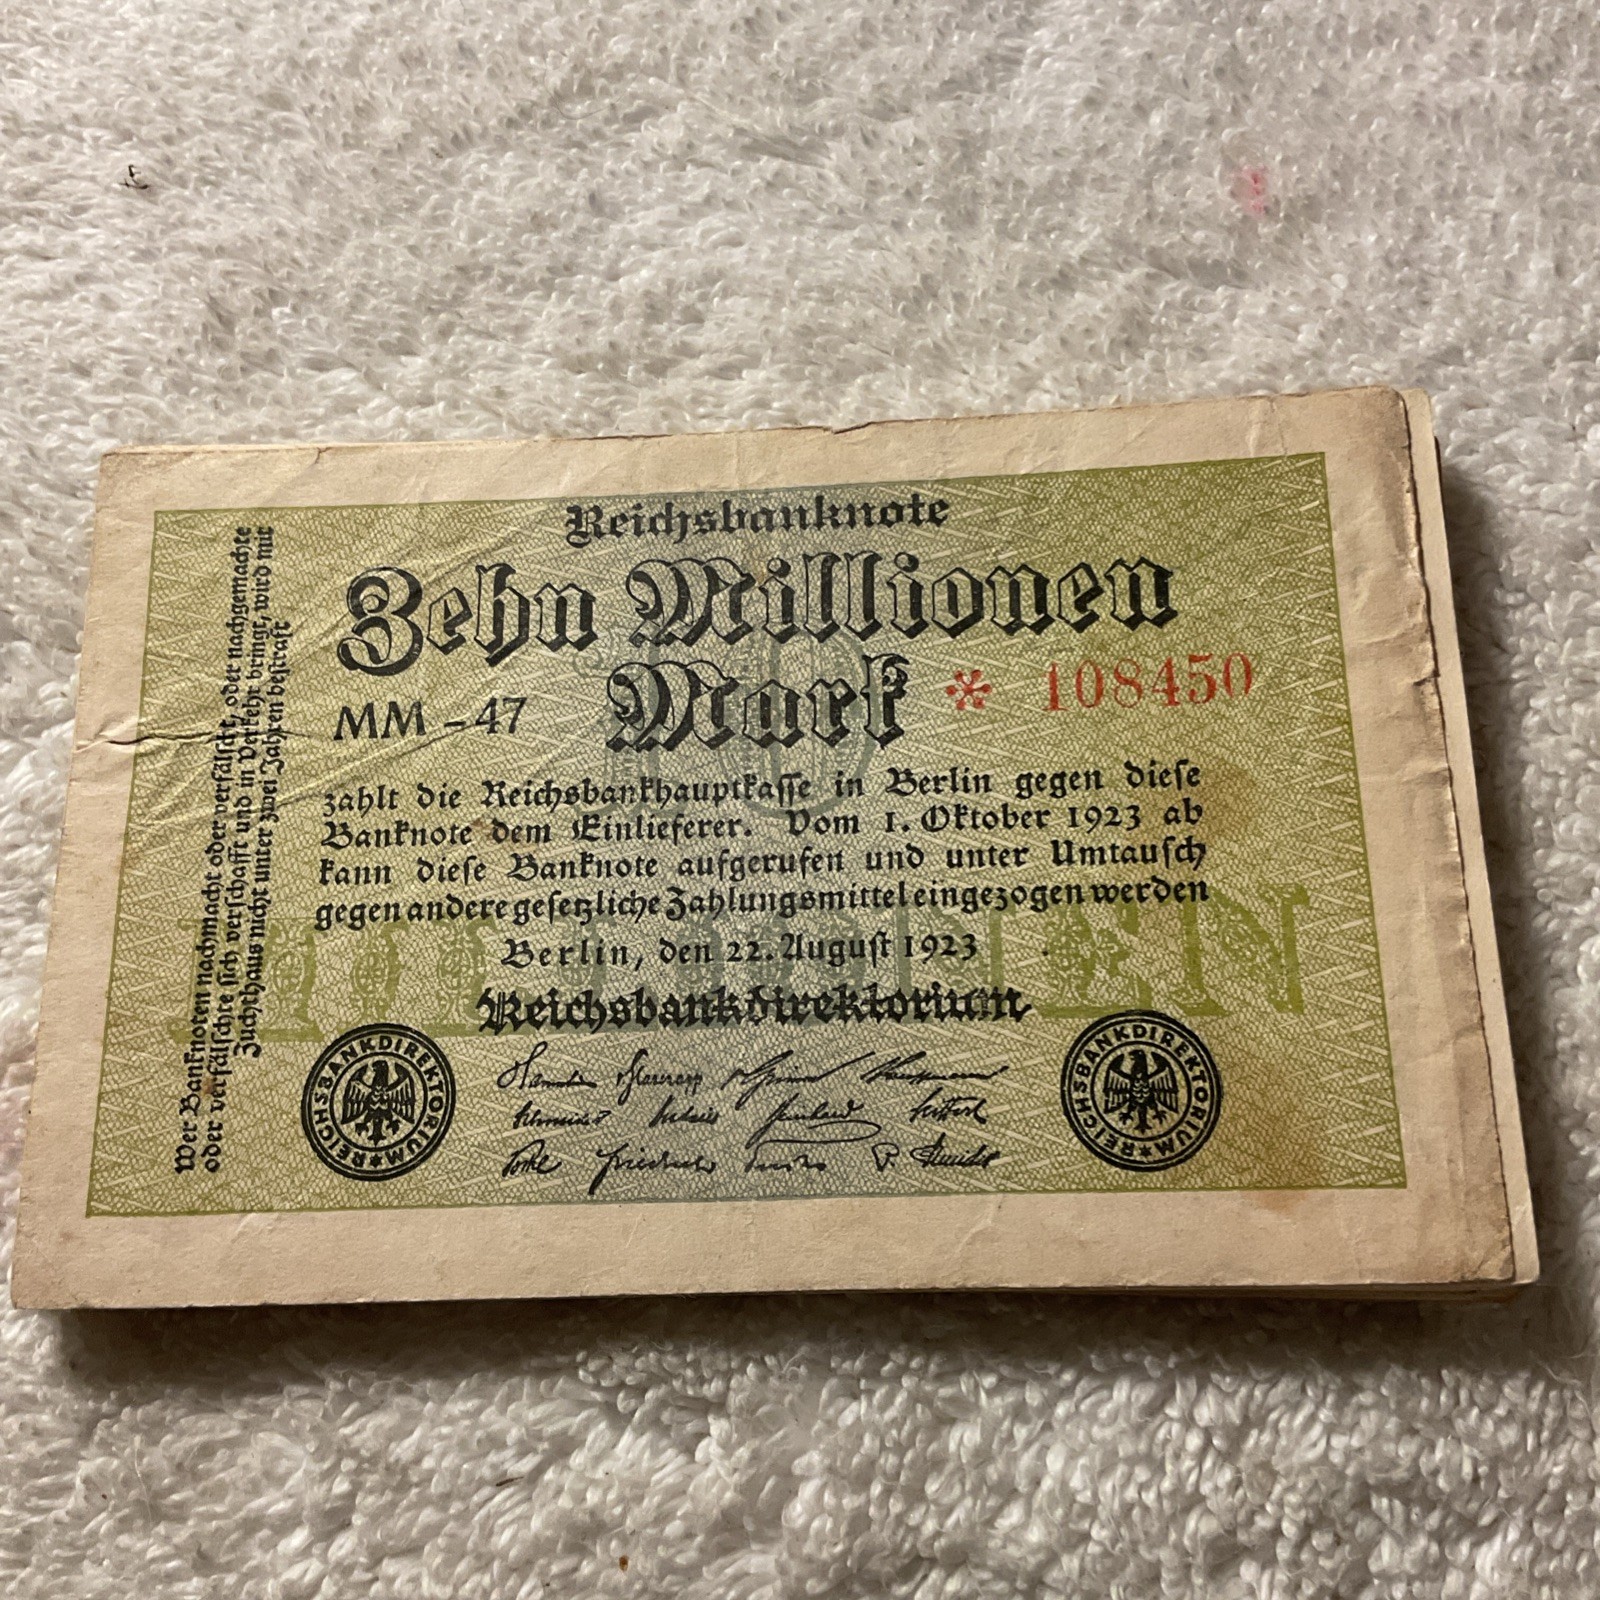 Reichsbanknote
Zehn Millionen
Mark
* 108450
MM - 47
zahlt die Reichsbankhauptkasse in Berlin gegen diese
Banknote dem Einlieferer. Vom 1. Oktober 1923 ab
kann diese Banknote aufgerufen und unter Umtausch
gegen andere gesetzliche Zahlungsmittel eingezogen werden
Berlin, den 22. August 1923
Reichsbankdirektorium
REICHSBANKDIREKTORIUM
REICHSBANKDIREKTORIUM
Wer Banknoten nachmacht oder verfälscht, oder nachgemachte
oder verfälschte sich verschafft und in Verkehr bringt, wird mit
Zuchthaus nicht unter zwei Jahren bestraft